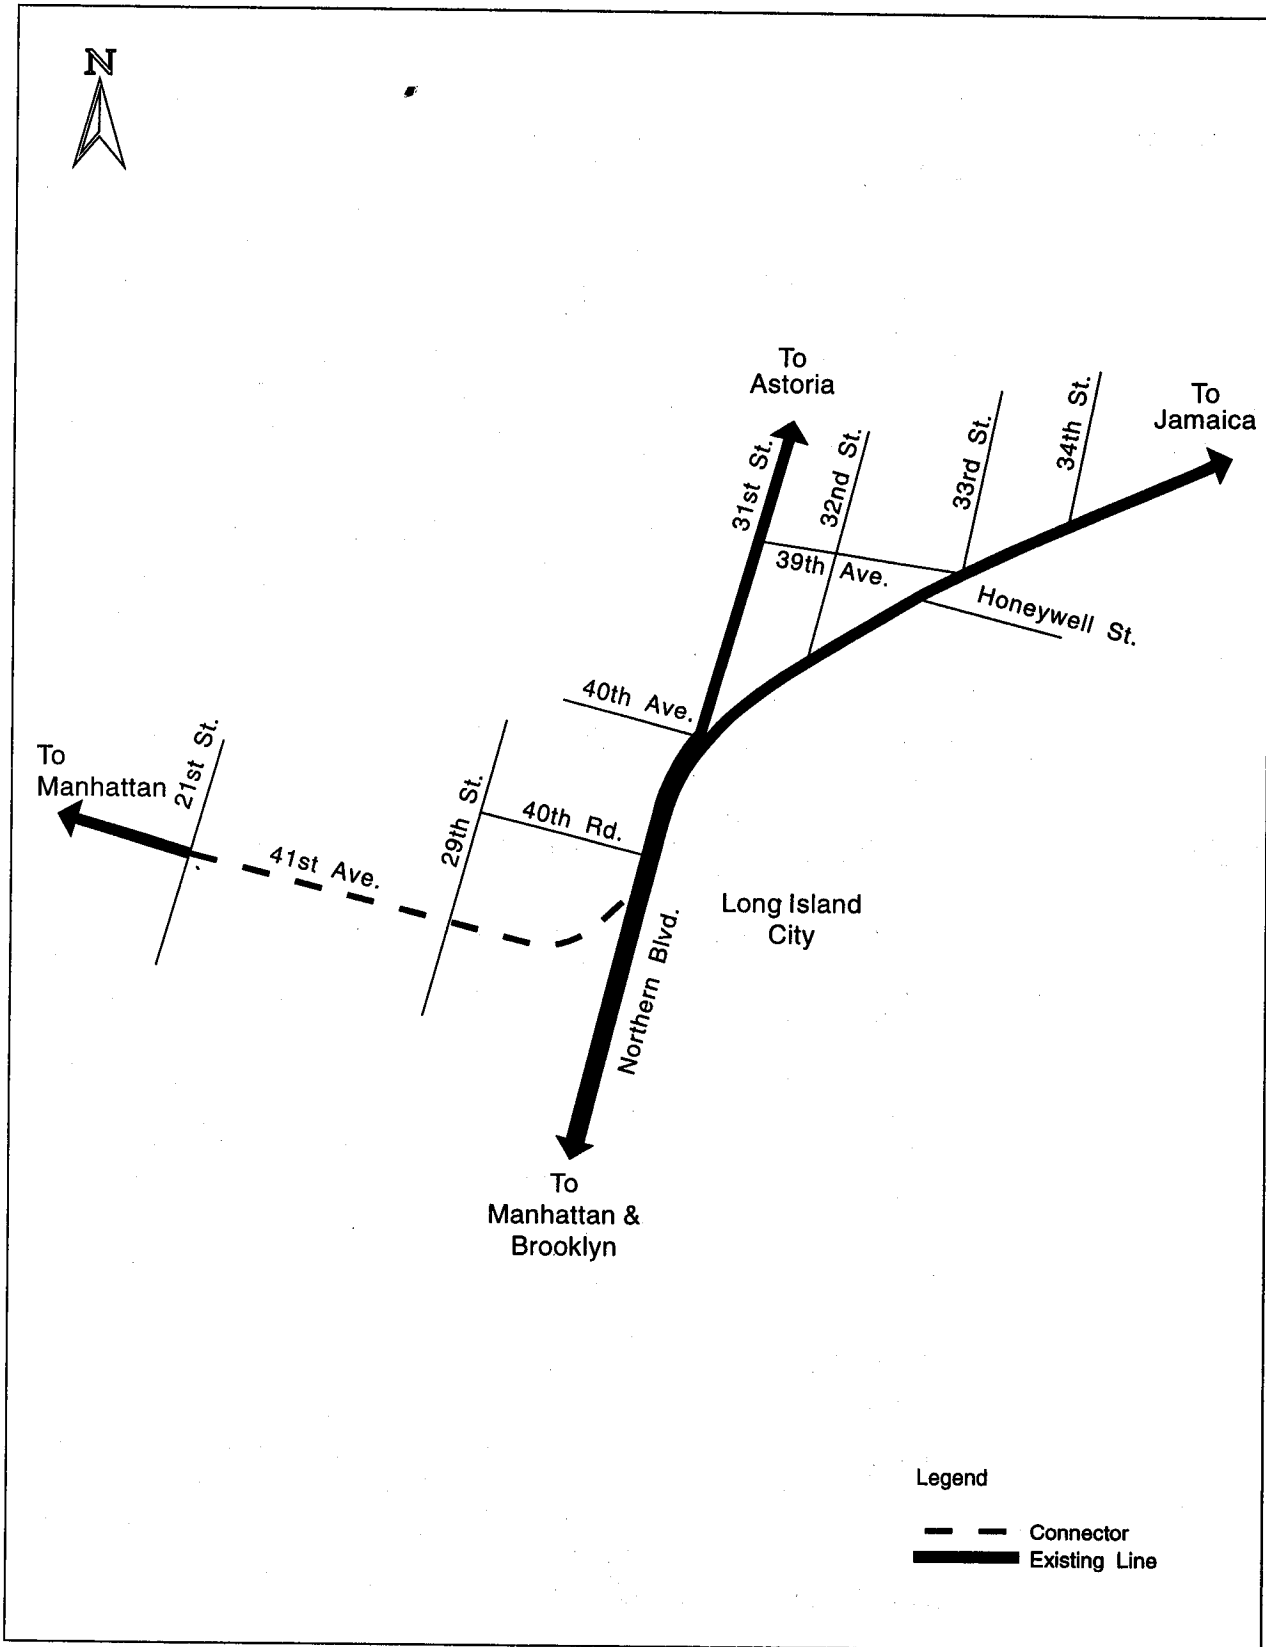 N
To
Astoria
To
Jamaica
31st St.
32nd St.
33rd St.
34th St.
39th Ave.
Honeywell St.
40th Ave.
To
Manhattan
21st St.
29th St.
40th Rd.
41st Ave.
Long Island
City
Northern Blvd.
To
Manhattan &
Brooklyn
Legend
Connector
Existing Line